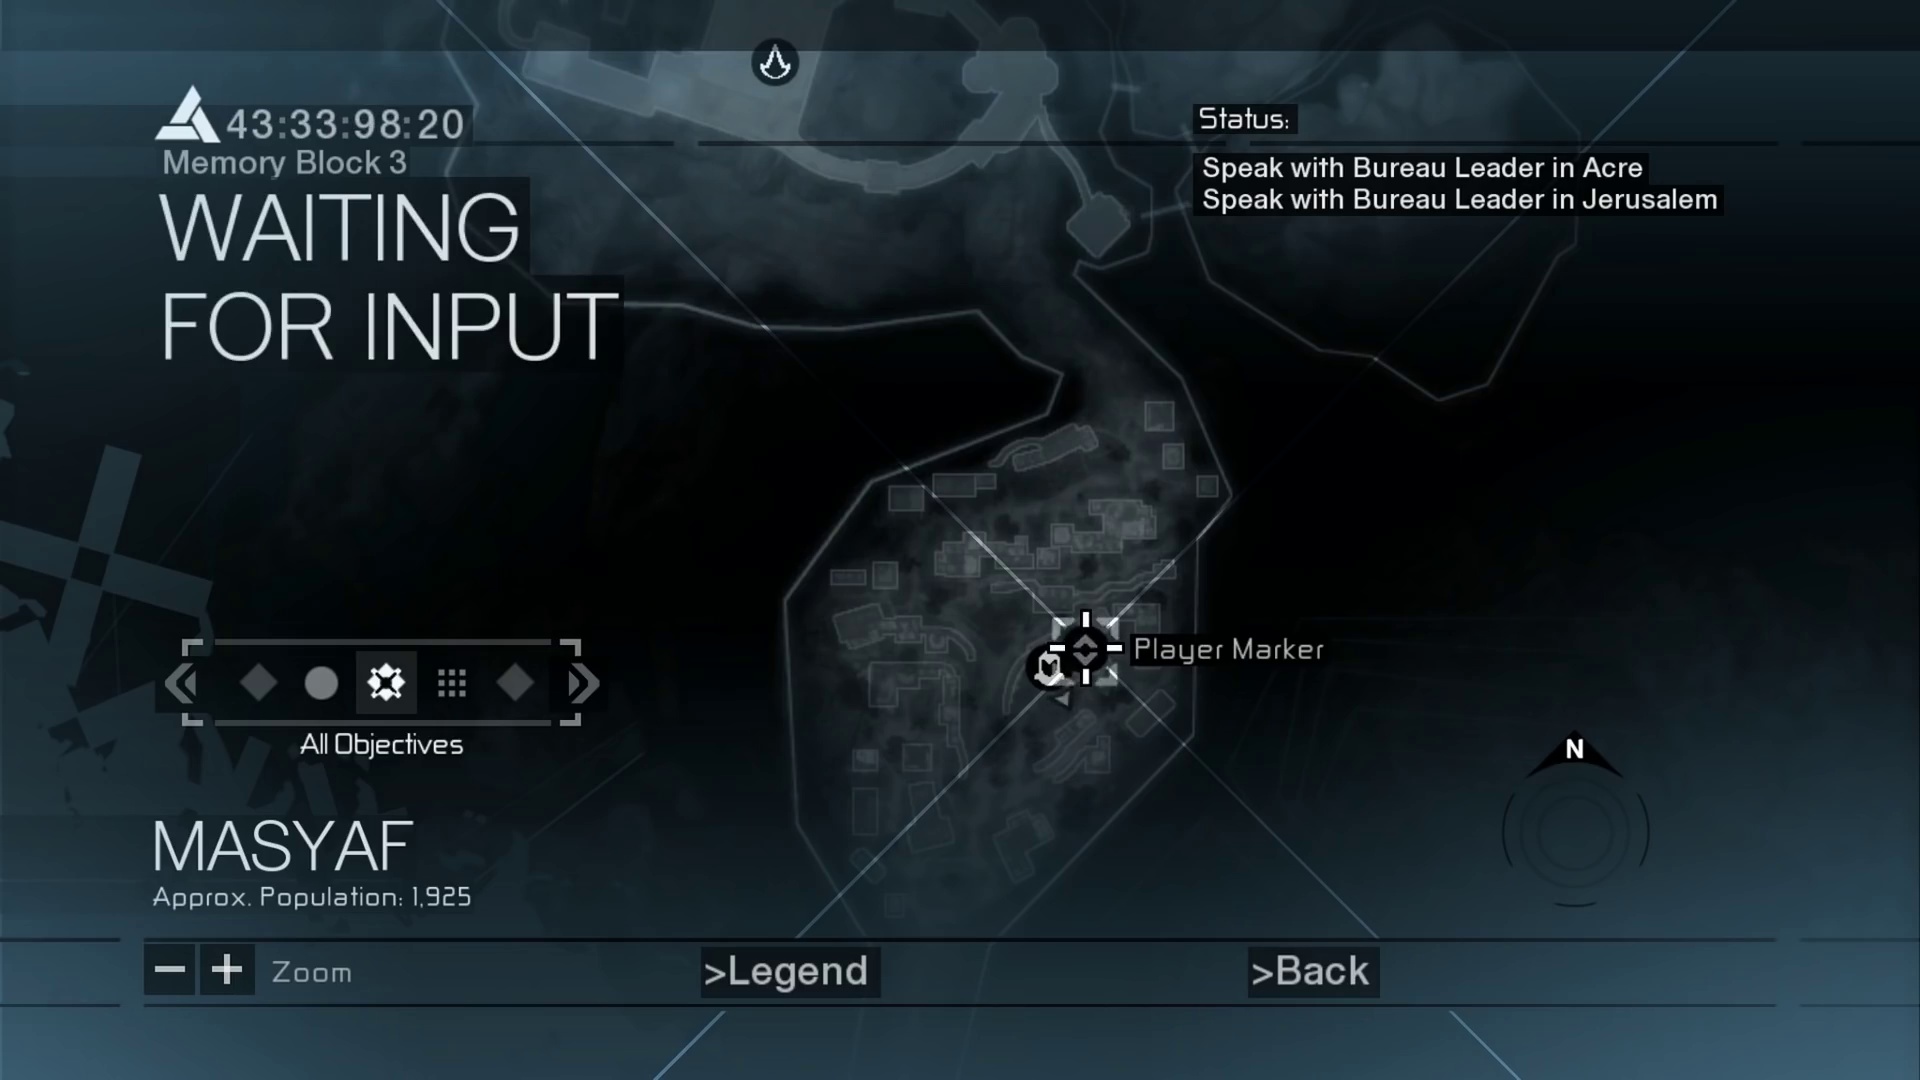 43:33:98:20
Memory Block 3
WAITING
FOR INPUT
Status:
Speak with Bureau Leader in Acre
Speak with Bureau Leader in Jerusalem
Player Marker
All Objectives
N
MASYAF
Approx. Population: 1,925
Zoom
>Legend
>Back